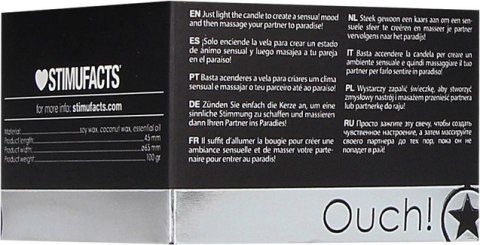 ♥STIMUFACTS®
for more info: stimufacts.com
Material: soy wax, coconut wax, essential oil
Product length: 45 mm
Product width: ø65 mm
Product weight: 100 gr
EN Just light the candle to create a sensual mood
and then massage your partner to paradise!
ES ¡Solo encienda la vela para crear un estado
de ánimo sensual y luego masajea a tu pareja
en el paraiso!
PT Basta acenderes a vela para criares um clima
sensual e massajar o teu parceiro até ao paraíso!
DE Zünden Sie einfach die Kerze an, um eine
sinnliche Stimmung zu schaffen und massieren
dann Ihren Partner ins Paradies!
FR Il suffit d'allumer la bougie pour créer une
ambiance sensuelle et de masser votre parte-
naire pour entrer au paradis!
NL Steek gewoon een kaars aan om een sen-
suele sfeer te creëren en masseer je partner
vervolgens naar het paradijs!
IT Basta accendere la candela per creare un
ambiente sensuale e quindi massaggiare il tuo
partner per farlo sentire in paradiso!
PL Wystarczy zapalić świeczkę, aby stworzyć
zmysłowy nastrój i masażem przenieść partnera
lub partnerkę do raju!
RU Просто зажгите эту свечу, чтобы создать
чувственное настроение, а затем массируйте
своего партнера до тех пор, пока он не
попадет в рай!
Ouch!